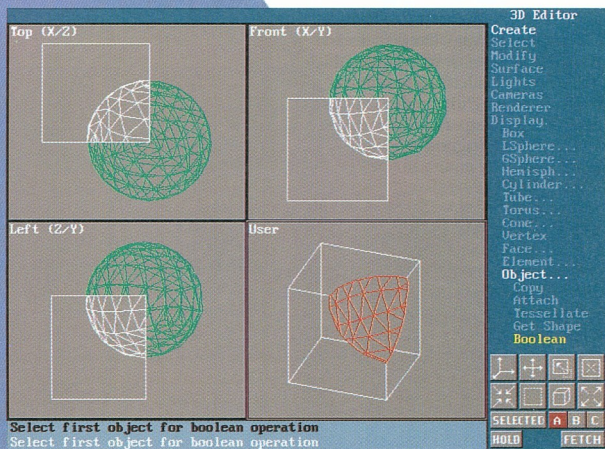 3D Editor
Top (X/Z)
Front (X/Y)
Left (Z/Y)
User
Create
Select
Modify
Surface
Lights
Cameras
Renderer
Display
Box
LSphere...
GSphere...
Hemisph...
Cylinder...
Tube...
Torus...
Cone...
Vertex
Face...
Element...
Object...
Copy
Attach
Tessellate
Get Shape
Boolean
SELECTED A B C
HOLD FETCH
Select first object for boolean operation
Select first object for boolean operation